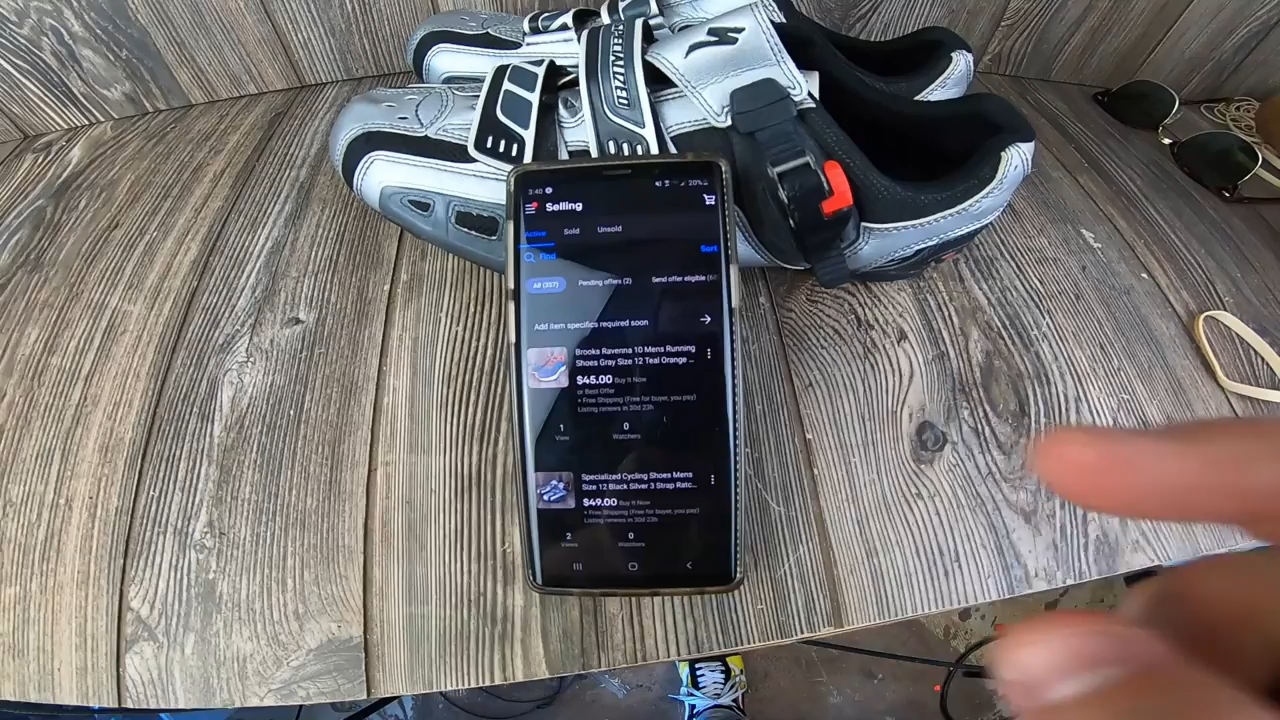 SPECIALIZED
3:40
20%
Selling
Active Sold Unsold
Find
Sort
All (357) Pending offers (2) Send offer eligible (6
Add item specifics required soon
Brooks Ravenna 10 Mens Running
Shoes Gray Size 12 Teal Orange ...
$45.00 Buy It Now
or Best Offer
+ Free Shipping (Free for buyer, you pay)
Listing renews in 30d 23h
1 0
View Watchers
Specialized Cycling Shoes Mens
Size 12 Black Silver 3 Strap Ratc...
$49.00 Buy It Now
+ Free Shipping (Free for buyer, you pay)
Listing renews in 30d 23h
2 0
Views Watchers